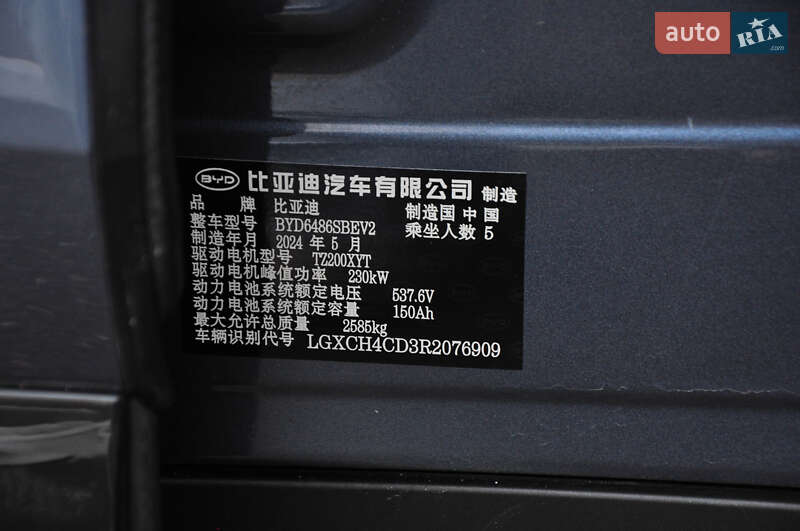 auto RIA .com
BYD 比亚迪汽车有限公司 制造
品 牌 比亚迪 制造国 中 国
整车型号 BYD6486SBEV2 乘坐人数 5
制造年月 2024 年 5 月
驱动电机型号 TZ200XYT
驱动电机峰值功率 230kW
动力电池系统额定电压 537.6V
动力电池系统额定容量 150Ah
最大允许总质量 2585kg
车辆识别代号 LGXCH4CD3R2076909